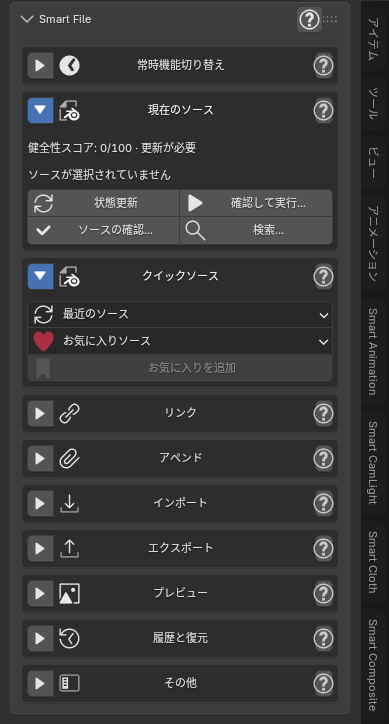 Smart File
常時機能切り替え
現在のソース
健全性スコア: 0/100 · 更新が必要
ソースが選択されていません
状態更新
確認して実行...
ソースの確認...
検索...
クイックソース
最近のソース
お気に入りソース
お気に入りを追加
リンク
アペンド
インポート
エクスポート
プレビュー
履歴と復元
その他
アイテム
ツール
ビュー
アニメーション
Smart Animation
Smart CamLight
Smart Cloth
Smart Composite